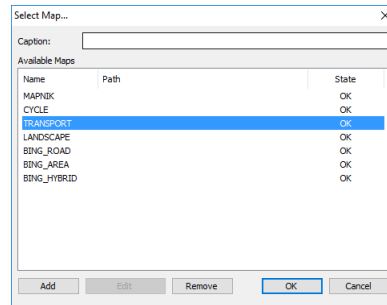 Select Map...
Caption:
Available Maps
Name Path State
MAPNIK OK
CYCLE OK
TRANSPORT OK
LANDSCAPE OK
BING_ROAD OK
BING_AREA OK
BING_HYBRID OK
Add Edit Remove OK Cancel